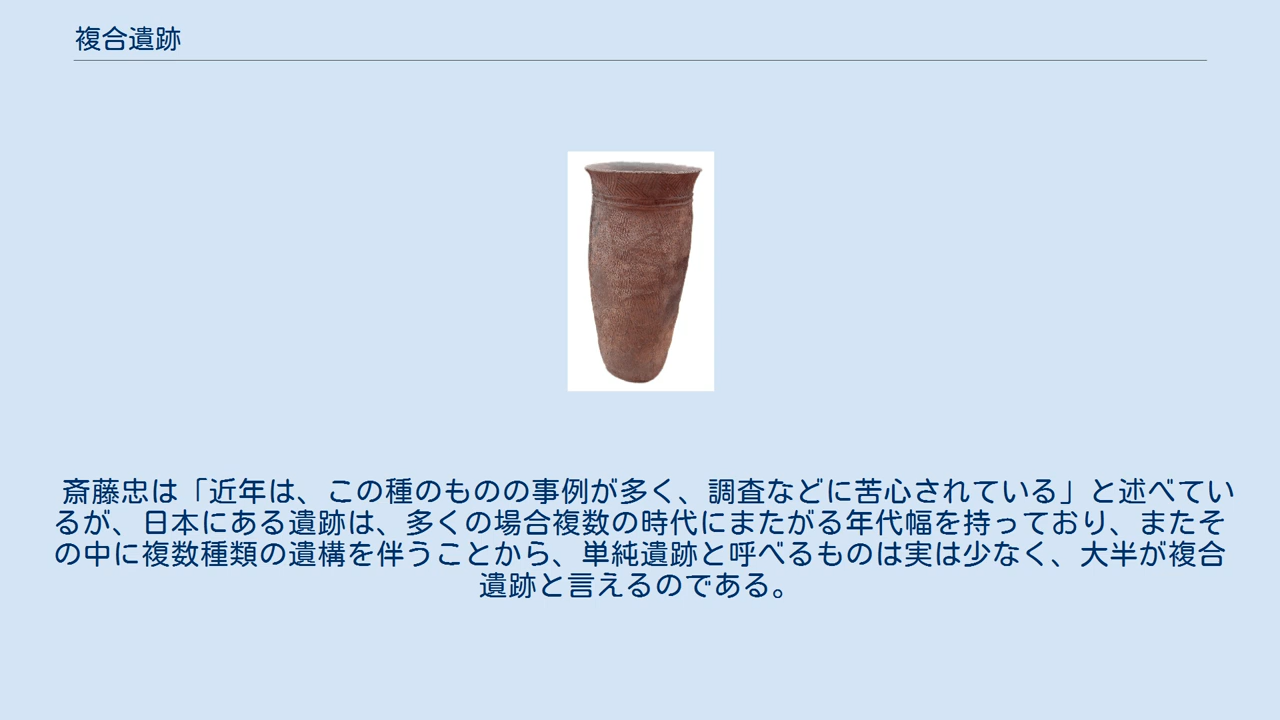 複合遺跡
斎藤忠は「近年は、この種のものの事例が多く、調査などに苦心されている」と述べてい
るが、日本にある遺跡は、多くの場合複数の時代にまたがる年代幅を持っており、またそ
の中に複数種類の遺構を伴うことから、単純遺跡と呼べるものは実は少なく、大半が複合
遺跡と言えるのである。